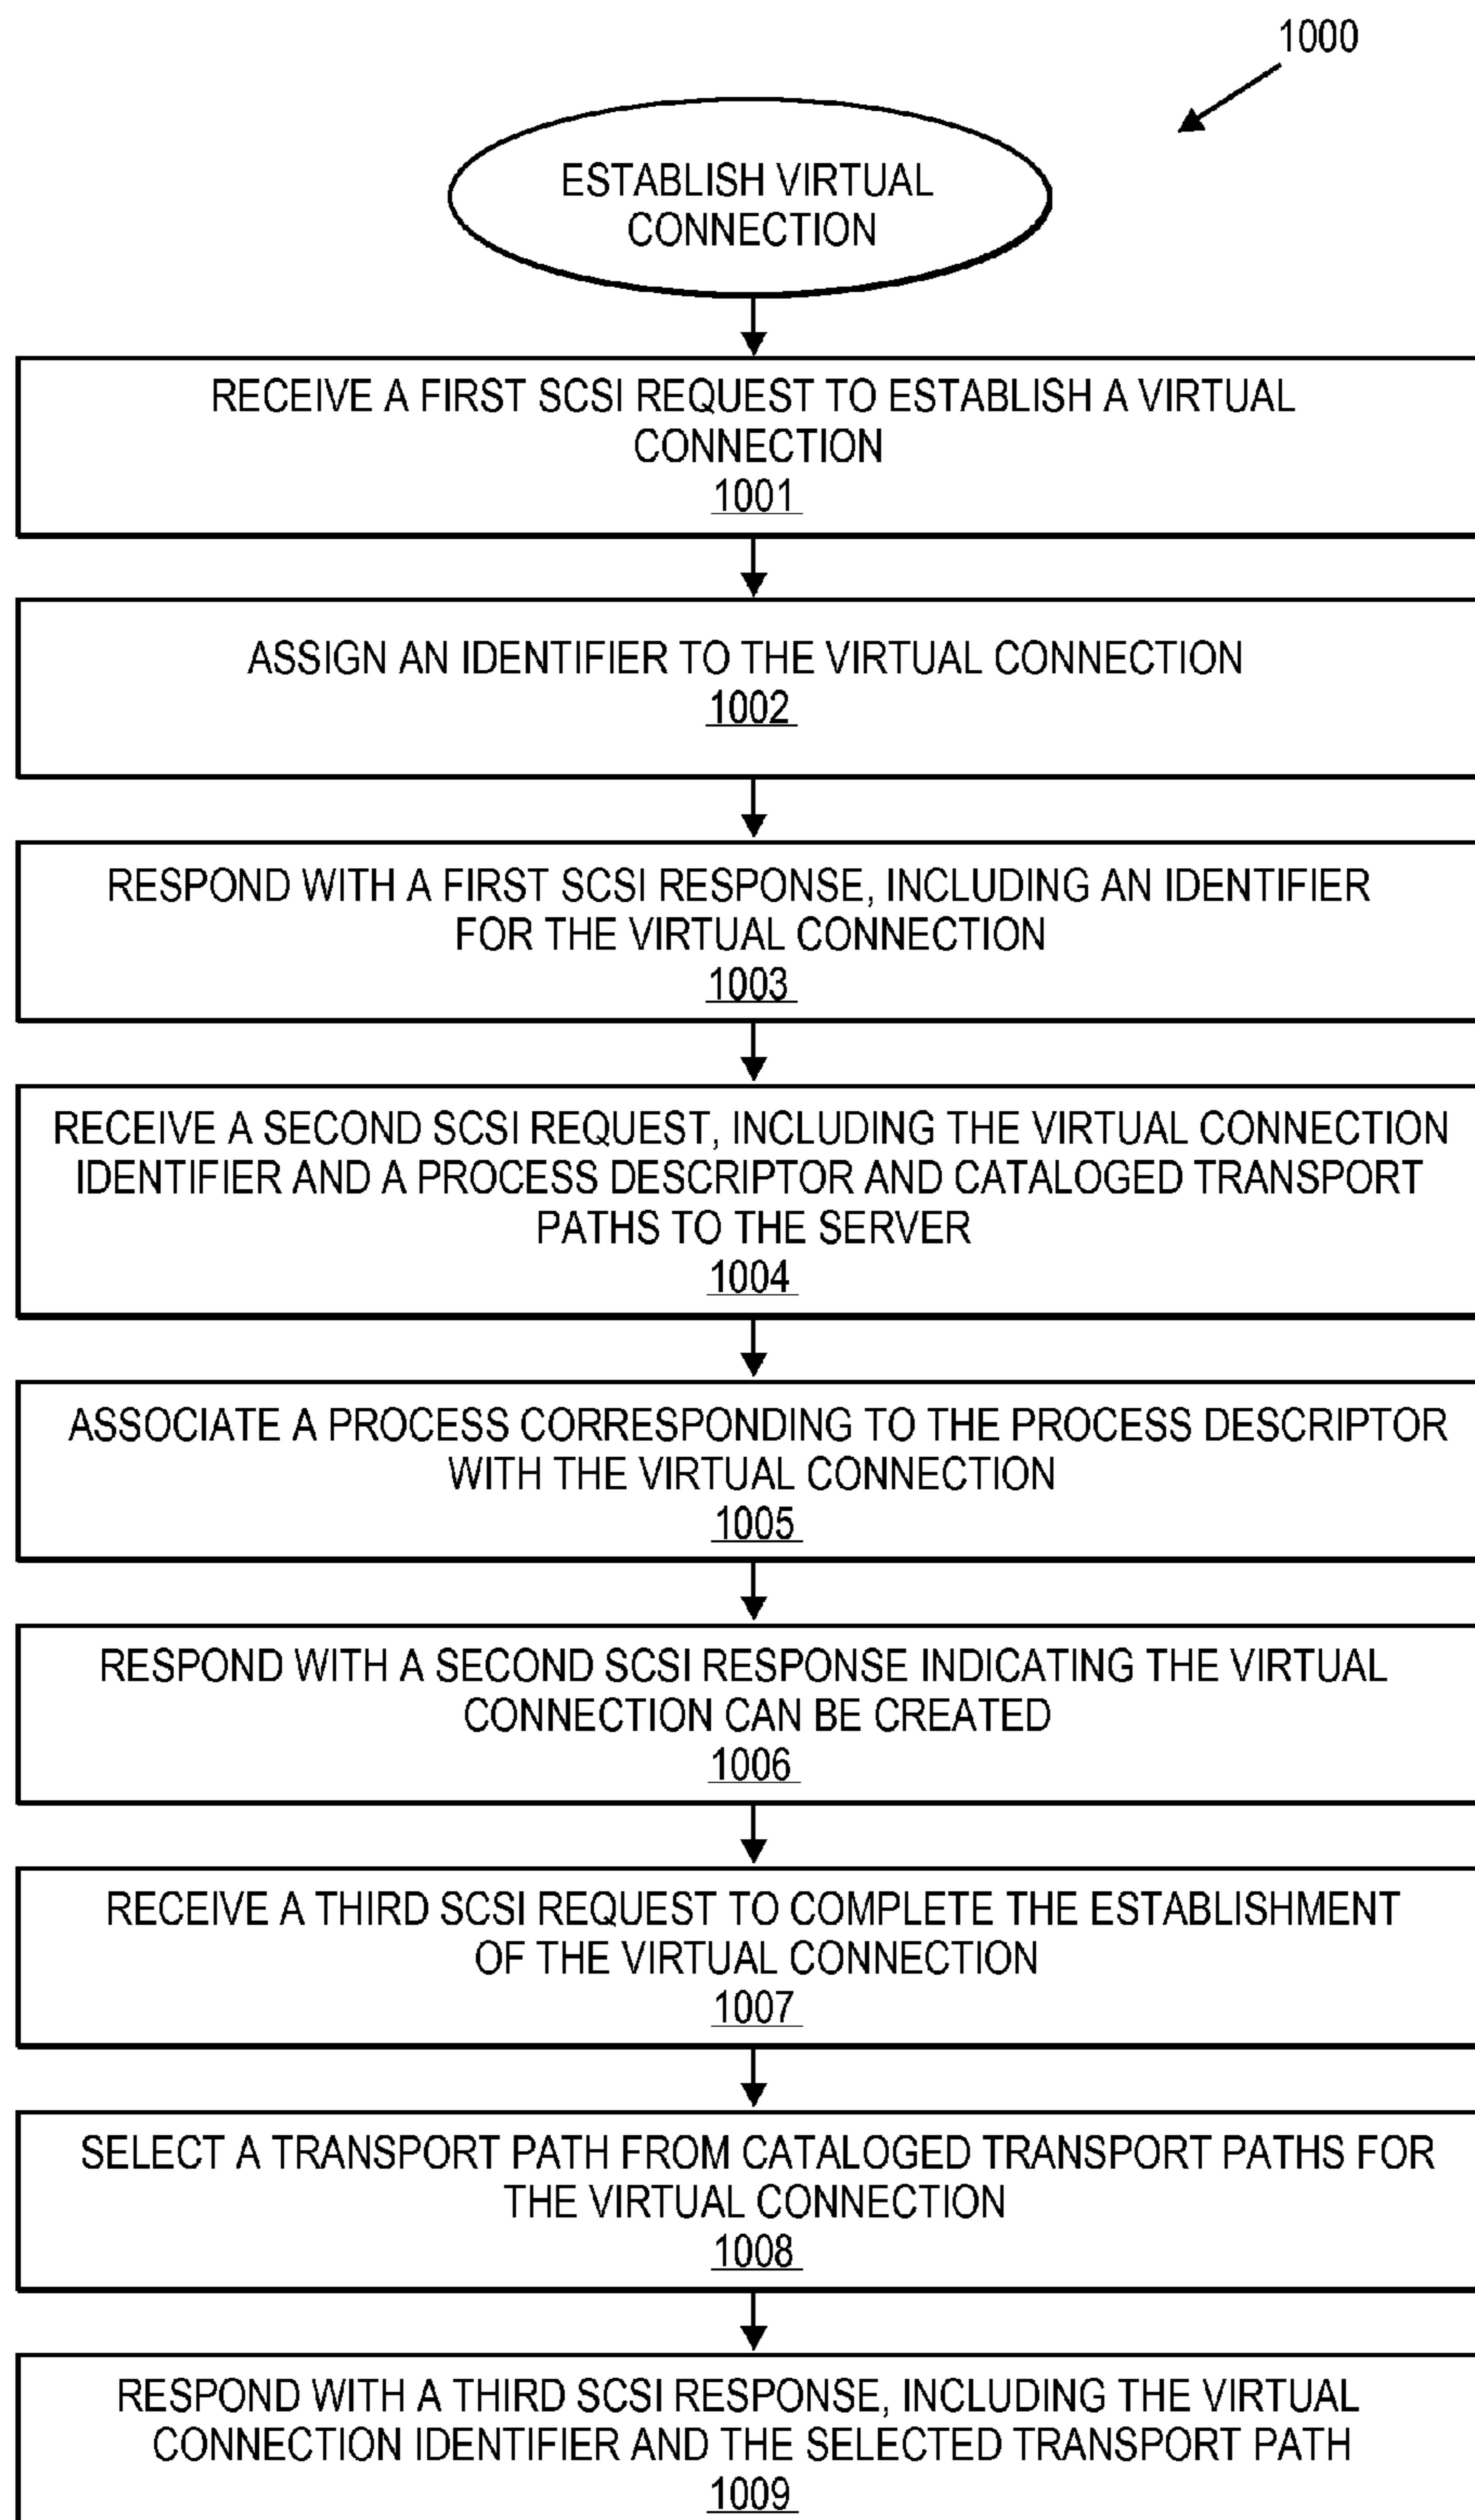 1000
ESTABLISH VIRTUAL
CONNECTION
RECEIVE A FIRST SCSI REQUEST TO ESTABLISH A VIRTUAL
CONNECTION
1001
ASSIGN AN IDENTIFIER TO THE VIRTUAL CONNECTION
1002
RESPOND WITH A FIRST SCSI RESPONSE, INCLUDING AN IDENTIFIER
FOR THE VIRTUAL CONNECTION
1003
RECEIVE A SECOND SCSI REQUEST, INCLUDING THE VIRTUAL CONNECTION
IDENTIFIER AND A PROCESS DESCRIPTOR AND CATALOGED TRANSPORT
PATHS TO THE SERVER
1004
ASSOCIATE A PROCESS CORRESPONDING TO THE PROCESS DESCRIPTOR
WITH THE VIRTUAL CONNECTION
1005
RESPOND WITH A SECOND SCSI RESPONSE INDICATING THE VIRTUAL
CONNECTION CAN BE CREATED
1006
RECEIVE A THIRD SCSI REQUEST TO COMPLETE THE ESTABLISHMENT
OF THE VIRTUAL CONNECTION
1007
SELECT A TRANSPORT PATH FROM CATALOGED TRANSPORT PATHS FOR
THE VIRTUAL CONNECTION
1008
RESPOND WITH A THIRD SCSI RESPONSE, INCLUDING THE VIRTUAL
CONNECTION IDENTIFIER AND THE SELECTED TRANSPORT PATH
1009